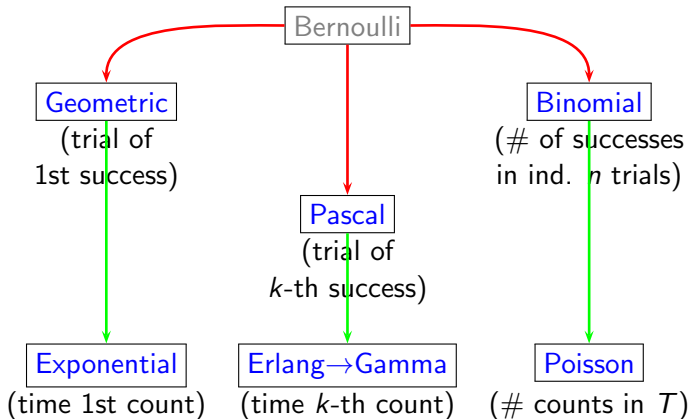 Bernoulli
Geometric
(trial of
1st success)
Binomial
(# of successes
in ind. n trials)
Pascal
(trial of
k-th success)
Exponential
(time 1st count)
Erlang→Gamma
(time k-th count)
Poisson
(# counts in T)